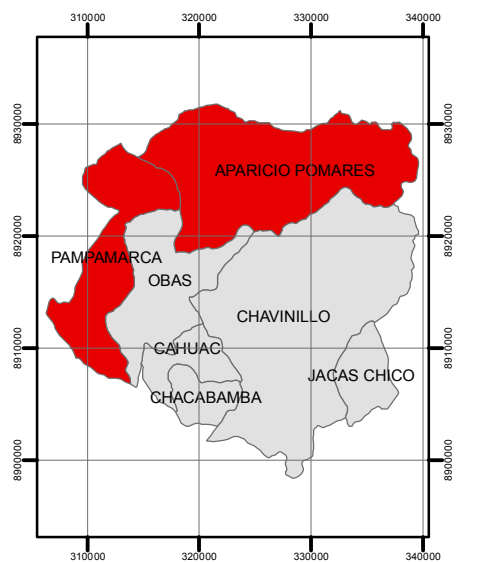 310000 320000 330000 340000
8930000 8930000
APARICIO POMARES
8920000 8920000
PAMPAMARCA
OBAS
CHAVINILLO
CAHUAC
8910000 8910000
JACAS CHICO
CHACABAMBA
8900000 8900000
310000 320000 330000 340000